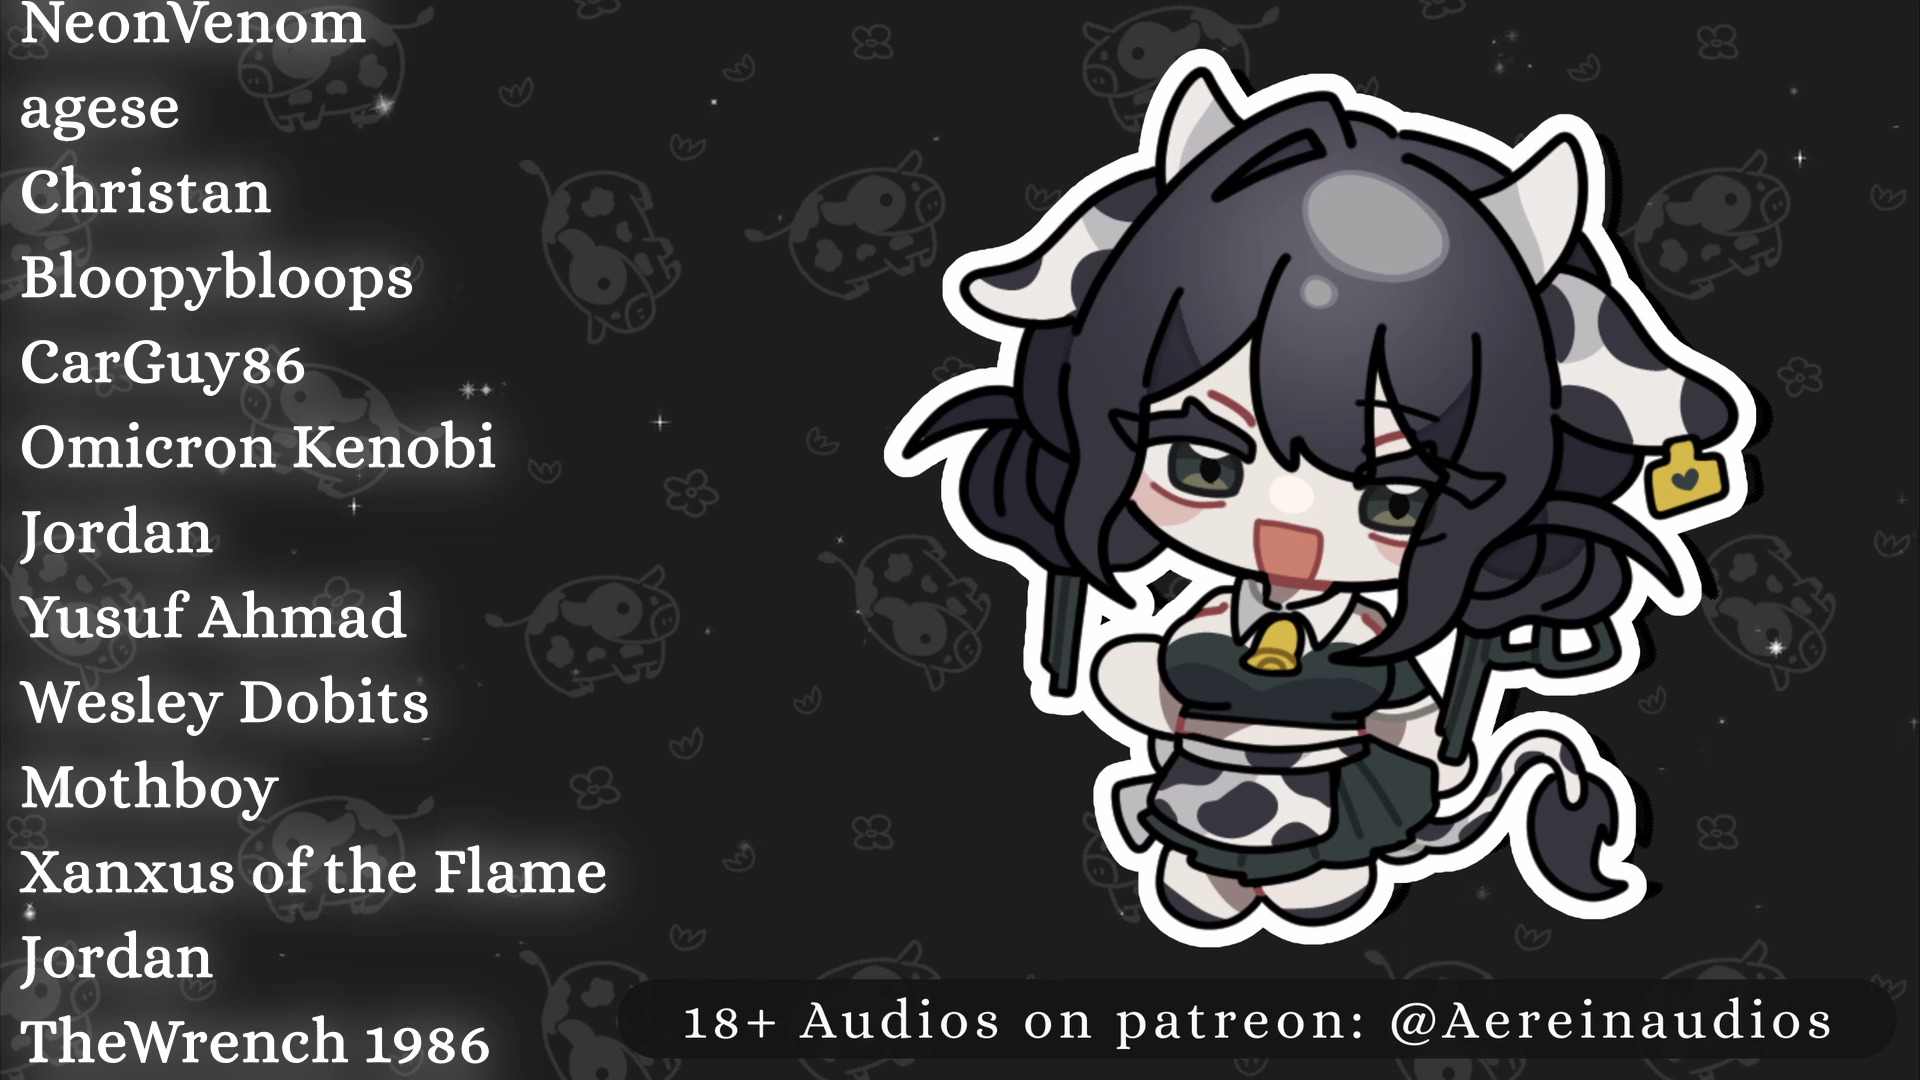 NeonVenom
agese
Christan
Bloopybloops
CarGuy86
Omicron Kenobi
Jordan
Yusuf Ahmad
Wesley Dobits
Mothboy
Xanxus of the Flame
Jordan
TheWrench 1986
18+ Audios on patreon: @Aereinaudios